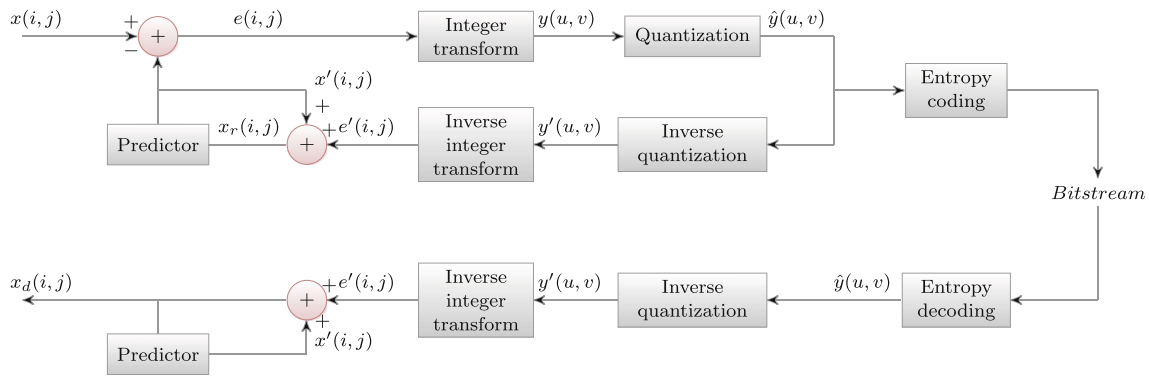 x(i, j)
+
−
+
e(i, j)
Integer
transform
y(u, v)
Quantization
ŷ(u, v)
Entropy
coding
x′(i, j)
+
Predictor
x_r(i, j)
+
+
e′(i, j)
Inverse
integer
transform
y′(u, v)
Inverse
quantization
Bitstream
x_d(i, j)
+
+
e′(i, j)
+
x′(i, j)
Inverse
integer
transform
y′(u, v)
Inverse
quantization
ŷ(u, v)
Entropy
decoding
Predictor